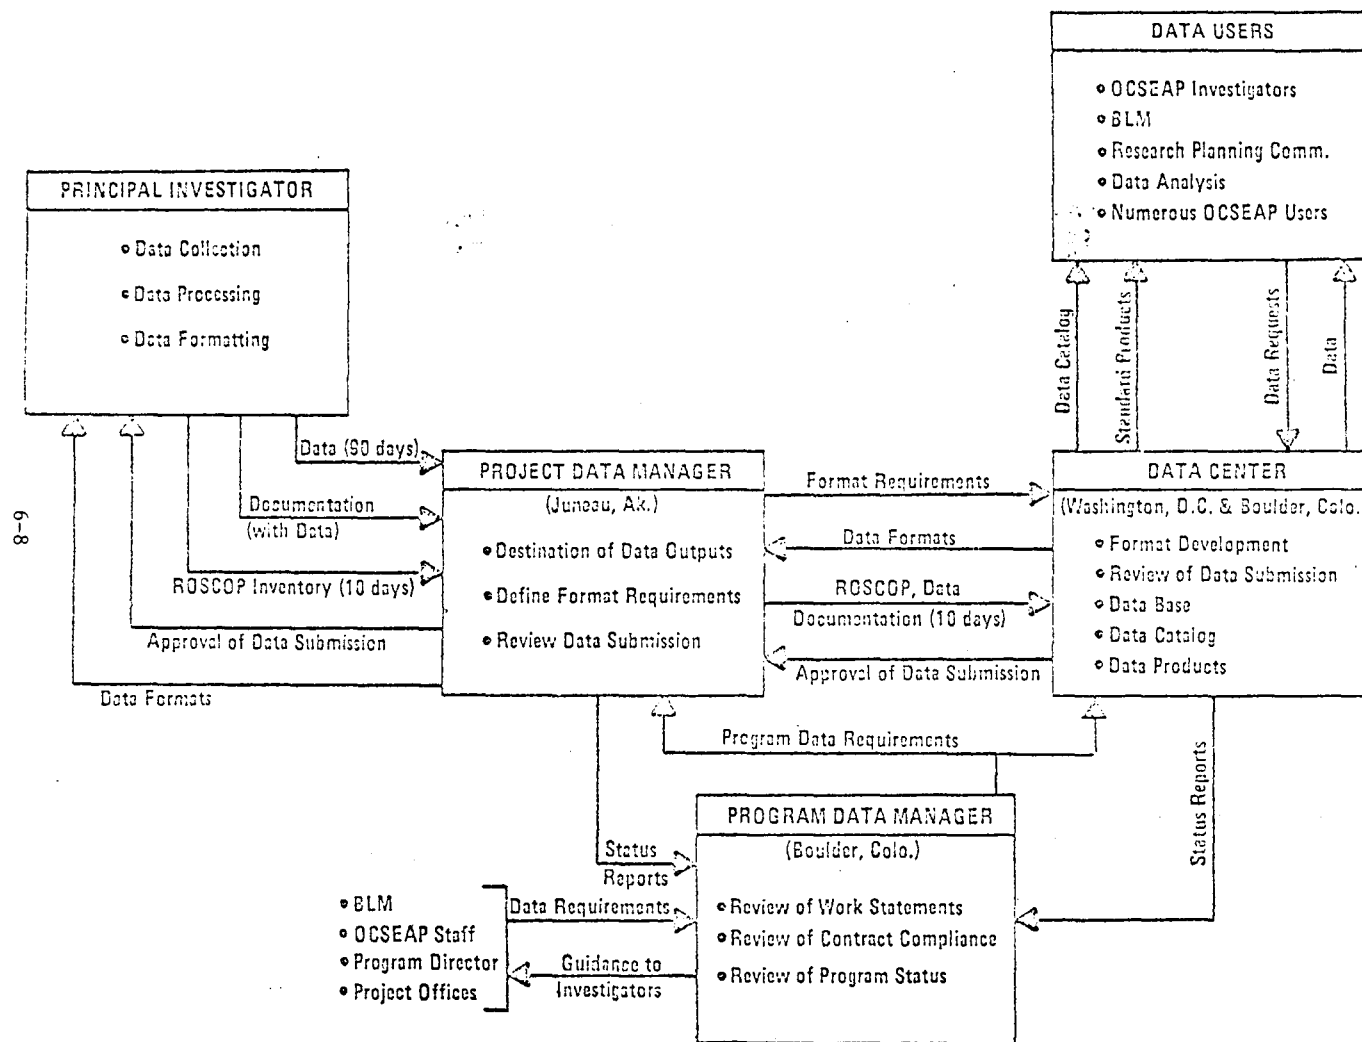 DATA USERS
• OCSEAP Investigators
• BLM
• Research Planning Comm.
• Data Analysis
• Numerous OCSEAP Users
PRINCIPAL INVESTIGATOR
• Data Collection
• Data Processing
• Data Formatting
Data Catalog
Standard Products
Data Requests
Data
Data (90 days)
Documentation
(with Data)
ROSCOP Inventory (10 days)
Approval of Data Submission
Data Formats
PROJECT DATA MANAGER
(Juneau, Ak.)
• Destination of Data Outputs
• Define Format Requirements
• Review Data Submission
Format Requirements
Data Formats
ROSCOP, Data
Documentation (10 days)
Approval of Data Submission
DATA CENTER
(Washington, D.C. & Boulder, Colo.
• Format Development
• Review of Data Submission
• Data Base
• Data Catalog
• Data Products
Program Data Requirements
Status Reports
PROGRAM DATA MANAGER
(Boulder, Colo.)
• Review of Work Statements
• Review of Contract Compliance
• Review of Program Status
Status
Reports
• BLM
• OCSEAP Staff
• Program Director
• Project Offices
Data Requirements
Guidance to
Investigators
6-8